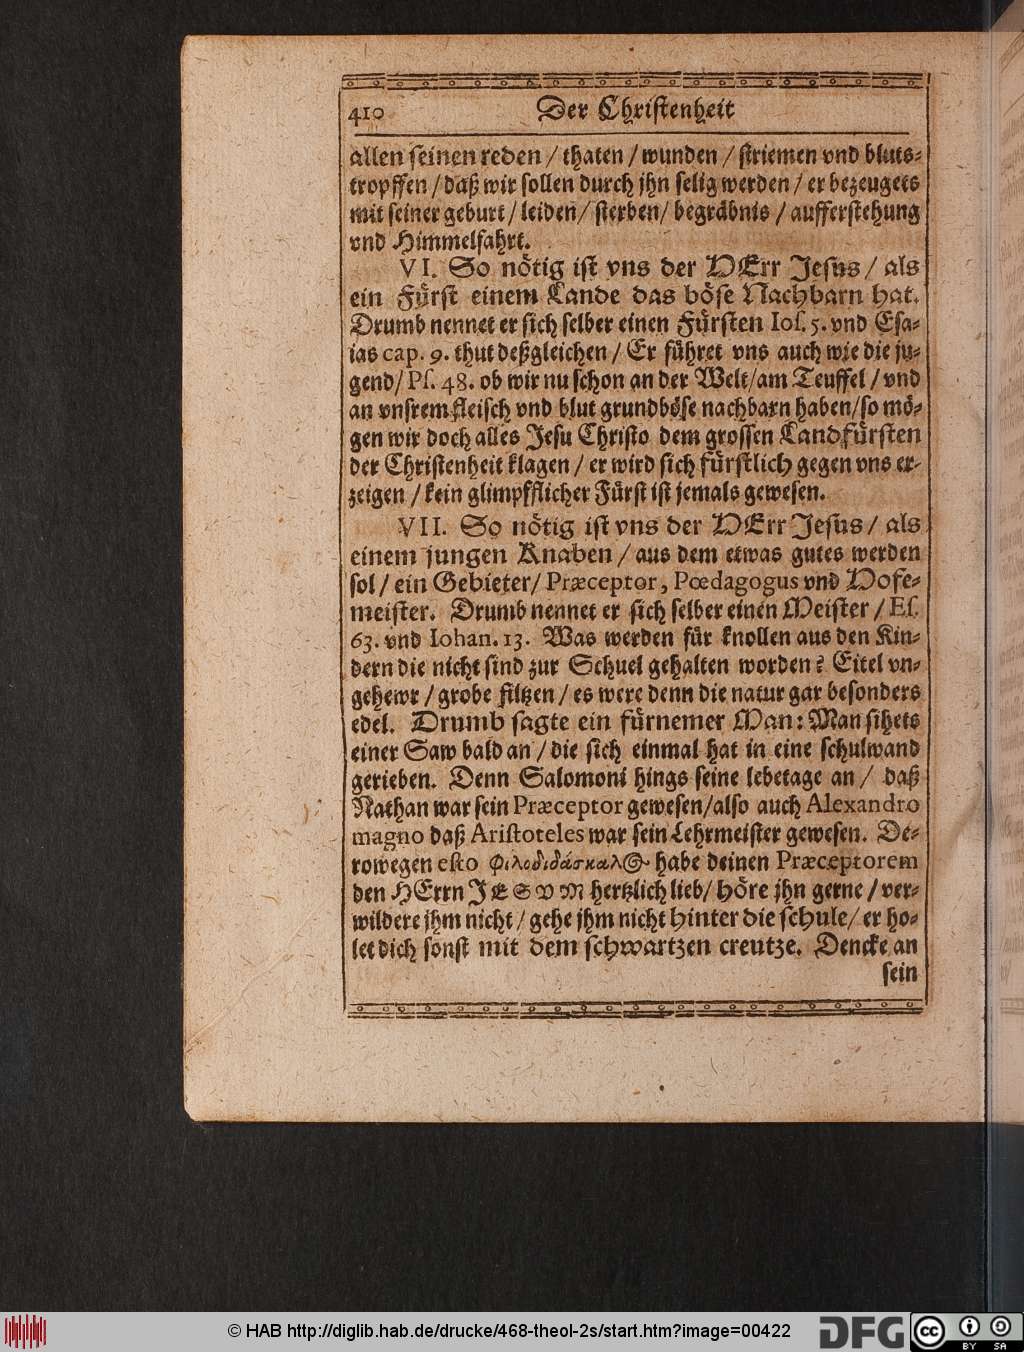 410 Der Christenheit
allen seinen reden / thaten / wunden / striemen vnd bluts-
tropffen / daß wir sollen durch jhn selig werden / er bezeugets
mit seiner geburt / leiden / sterben / begräbnis / aufferstehung
vnd Himmelfahrt.
VI. So nötig ist vns der HErr Jesus / als
ein Fürst einem Lande das böse Nachbarn hat.
Drumb nennet er sich selber einen Fürsten Ios. 5. vnd Esa-
ias cap. 9. thut deßgleichen / Er führet vns auch wie die ju-
gend / Ps. 48. ob wir nu schon an der Welt / am Teuffel / vnd
an vnsrem fleisch vnd blut grundböse nachbarn haben / so mö-
gen wir doch alles Jesu Christo dem grossen Landfürsten
der Christenheit klagen / er wird sich fürstlich gegen vns er-
zeigen / kein glimpfflicher Fürst ist jemals gewesen.
VII. So nötig ist vns der HErr Jesus / als
einem jungen Knaben / aus dem etwas gutes werden
sol / ein Gebieter / Præceptor, Pœdagogus vnd Hofe-
meister. Drumb nennet er sich selber einen Meister / Es.
63. vnd Iohan. 13. Was werden für knollen aus den Kin-
dern die nicht sind zur Schuel gehalten worden? Eitel vn-
gehewr / grobe filtzen / es were denn die natur gar besonders
edel. Drumb sagte ein fürnemer Man: Man sihets
einer Saw bald an / die sich einmal hat in eine schulwand
gerieben. Denn Salomoni hings seine lebetage an / daß
Nathan war sein Præceptor gewesen / also auch Alexandro
magno daß Aristoteles war sein Lehrmeister gewesen. De-
rowegen esto φιλοδιδάσκαλος habe deinen Præceptorem
den HErrn JESVM hertzlich lieb / Höre jhn gerne / ver-
wildere jhm nicht / gehe jhm nicht hinter die schule / er ho-
let dich sonst mit dem schwartzen creutze. Dencke an
sein
© HAB http://diglib.hab.de/drucke/468-theol-2s/start.htm?image=00422
DFG
cc BY SA